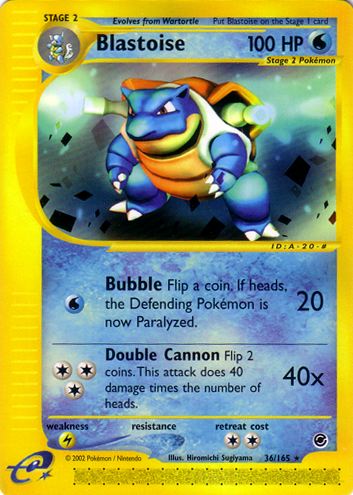 STAGE 2
Evolves from Wartortle
Put Blastoise on the Stage 1 card
Blastoise
100 HP
Stage 2 Pokémon
ID:A-20-#
Bubble Flip a coin. If heads,
the Defending Pokémon is
now Paralyzed.
20
Double Cannon Flip 2
coins. This attack does 40
damage times the number of
heads.
40x
weakness
resistance
retreat cost
©2002 Pokémon / Nintendo
Illus. Hiromichi Sugiyama
36/165 ★
e